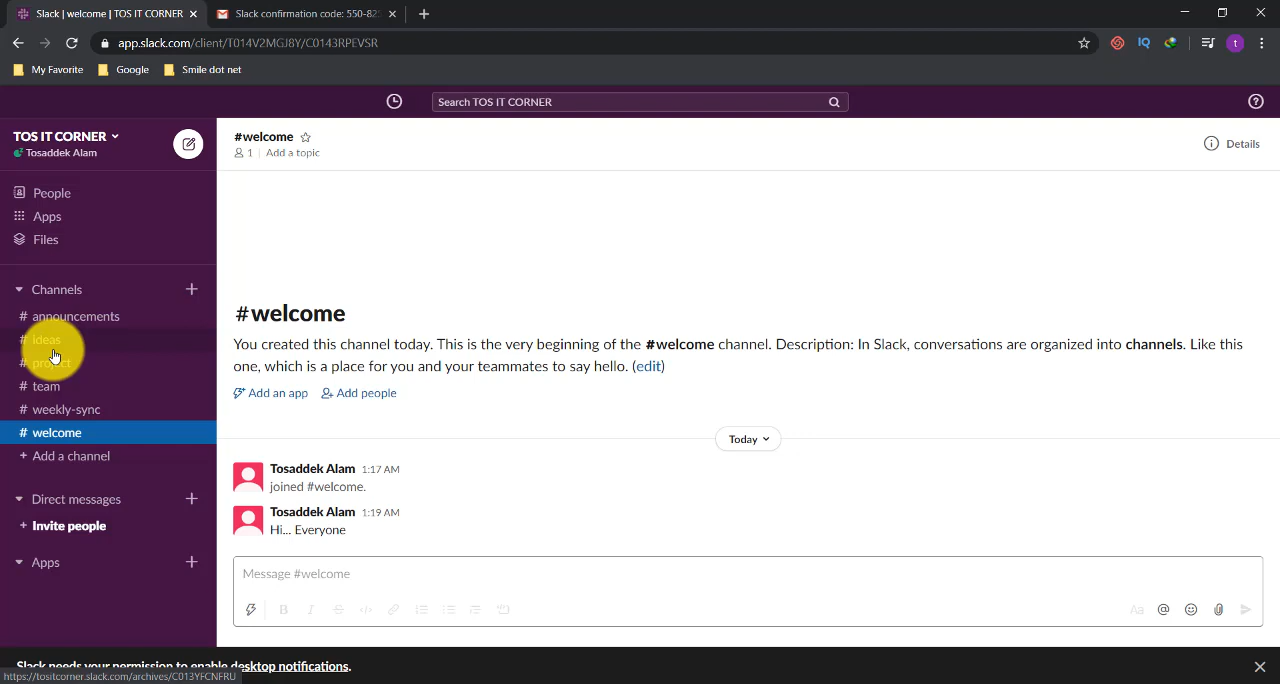 Slack | welcome | TOS IT CORNER
Slack confirmation code: 550-82
app.slack.com/client/T014V2MGJ8Y/C0143RPEVSR
IQ
t
My Favorite
Google
Smile dot net
Search TOS IT CORNER
TOS IT CORNER
Tosaddek Alam
#welcome
1 | Add a topic
Details
People
Apps
Files
Channels
# announcements
# ideas
# project
# team
# weekly-sync
# welcome
+ Add a channel
Direct messages
+ Invite people
Apps
#welcome
You created this channel today. This is the very beginning of the #welcome channel. Description: In Slack, conversations are organized into channels. Like this
one, which is a place for you and your teammates to say hello. (edit)
Add an app
Add people
Today
Tosaddek Alam 1:17 AM
joined #welcome.
Tosaddek Alam 1:19 AM
Hi... Everyone
Message #welcome
B I S </>
Aa @
Slack needs your permission to enable desktop notifications.
https://tositcorner.slack.com/archives/C013YFCNFRU